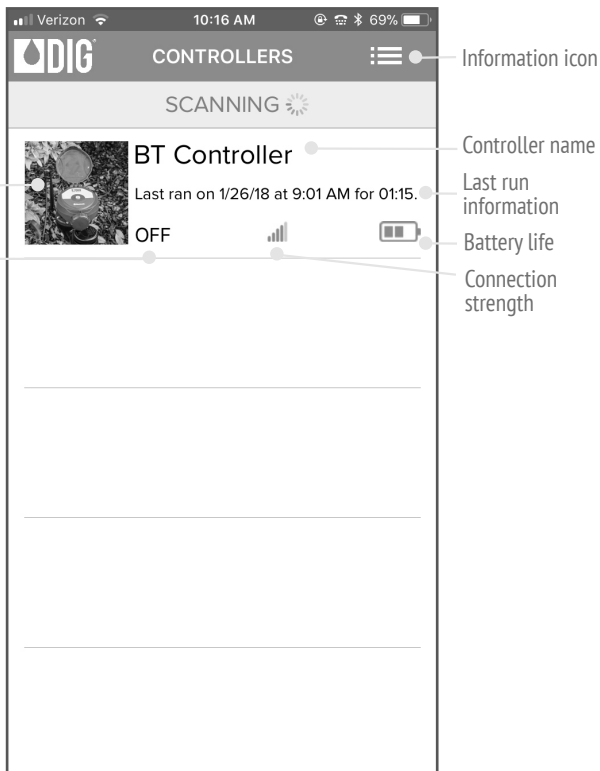 Verizon 10:16 AM 69%
DIG CONTROLLERS
Information icon
SCANNING
BT Controller
Controller name
Last ran on 1/26/18 at 9:01 AM for 01:15.
Last run
information
OFF
Battery life
Connection
strength